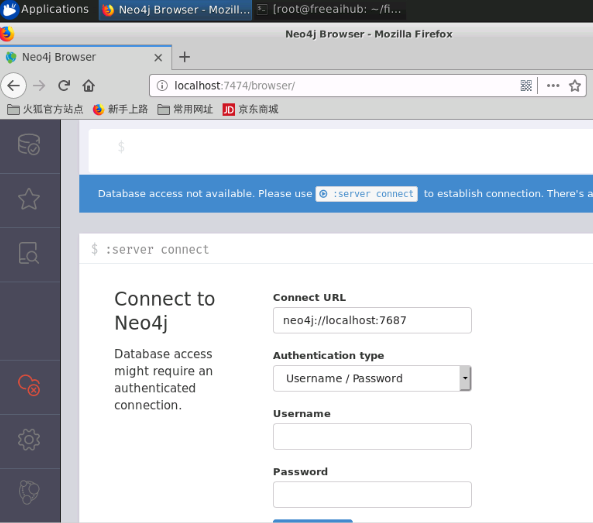 Applications Neo4j Browser - Mozill... [root@freeaihub: ~/fi...
Neo4j Browser - Mozilla Firefox
Neo4j Browser
localhost:7474/browser/
火狐官方站点 新手上路 常用网址 JD 京东商城
$
Database access not available. Please use :server connect to establish connection. There's a
$ :server connect
Connect to
Neo4j
Database access
might require an
authenticated
connection.
Connect URL
neo4j://localhost:7687
Authentication type
Username / Password
Username
Password